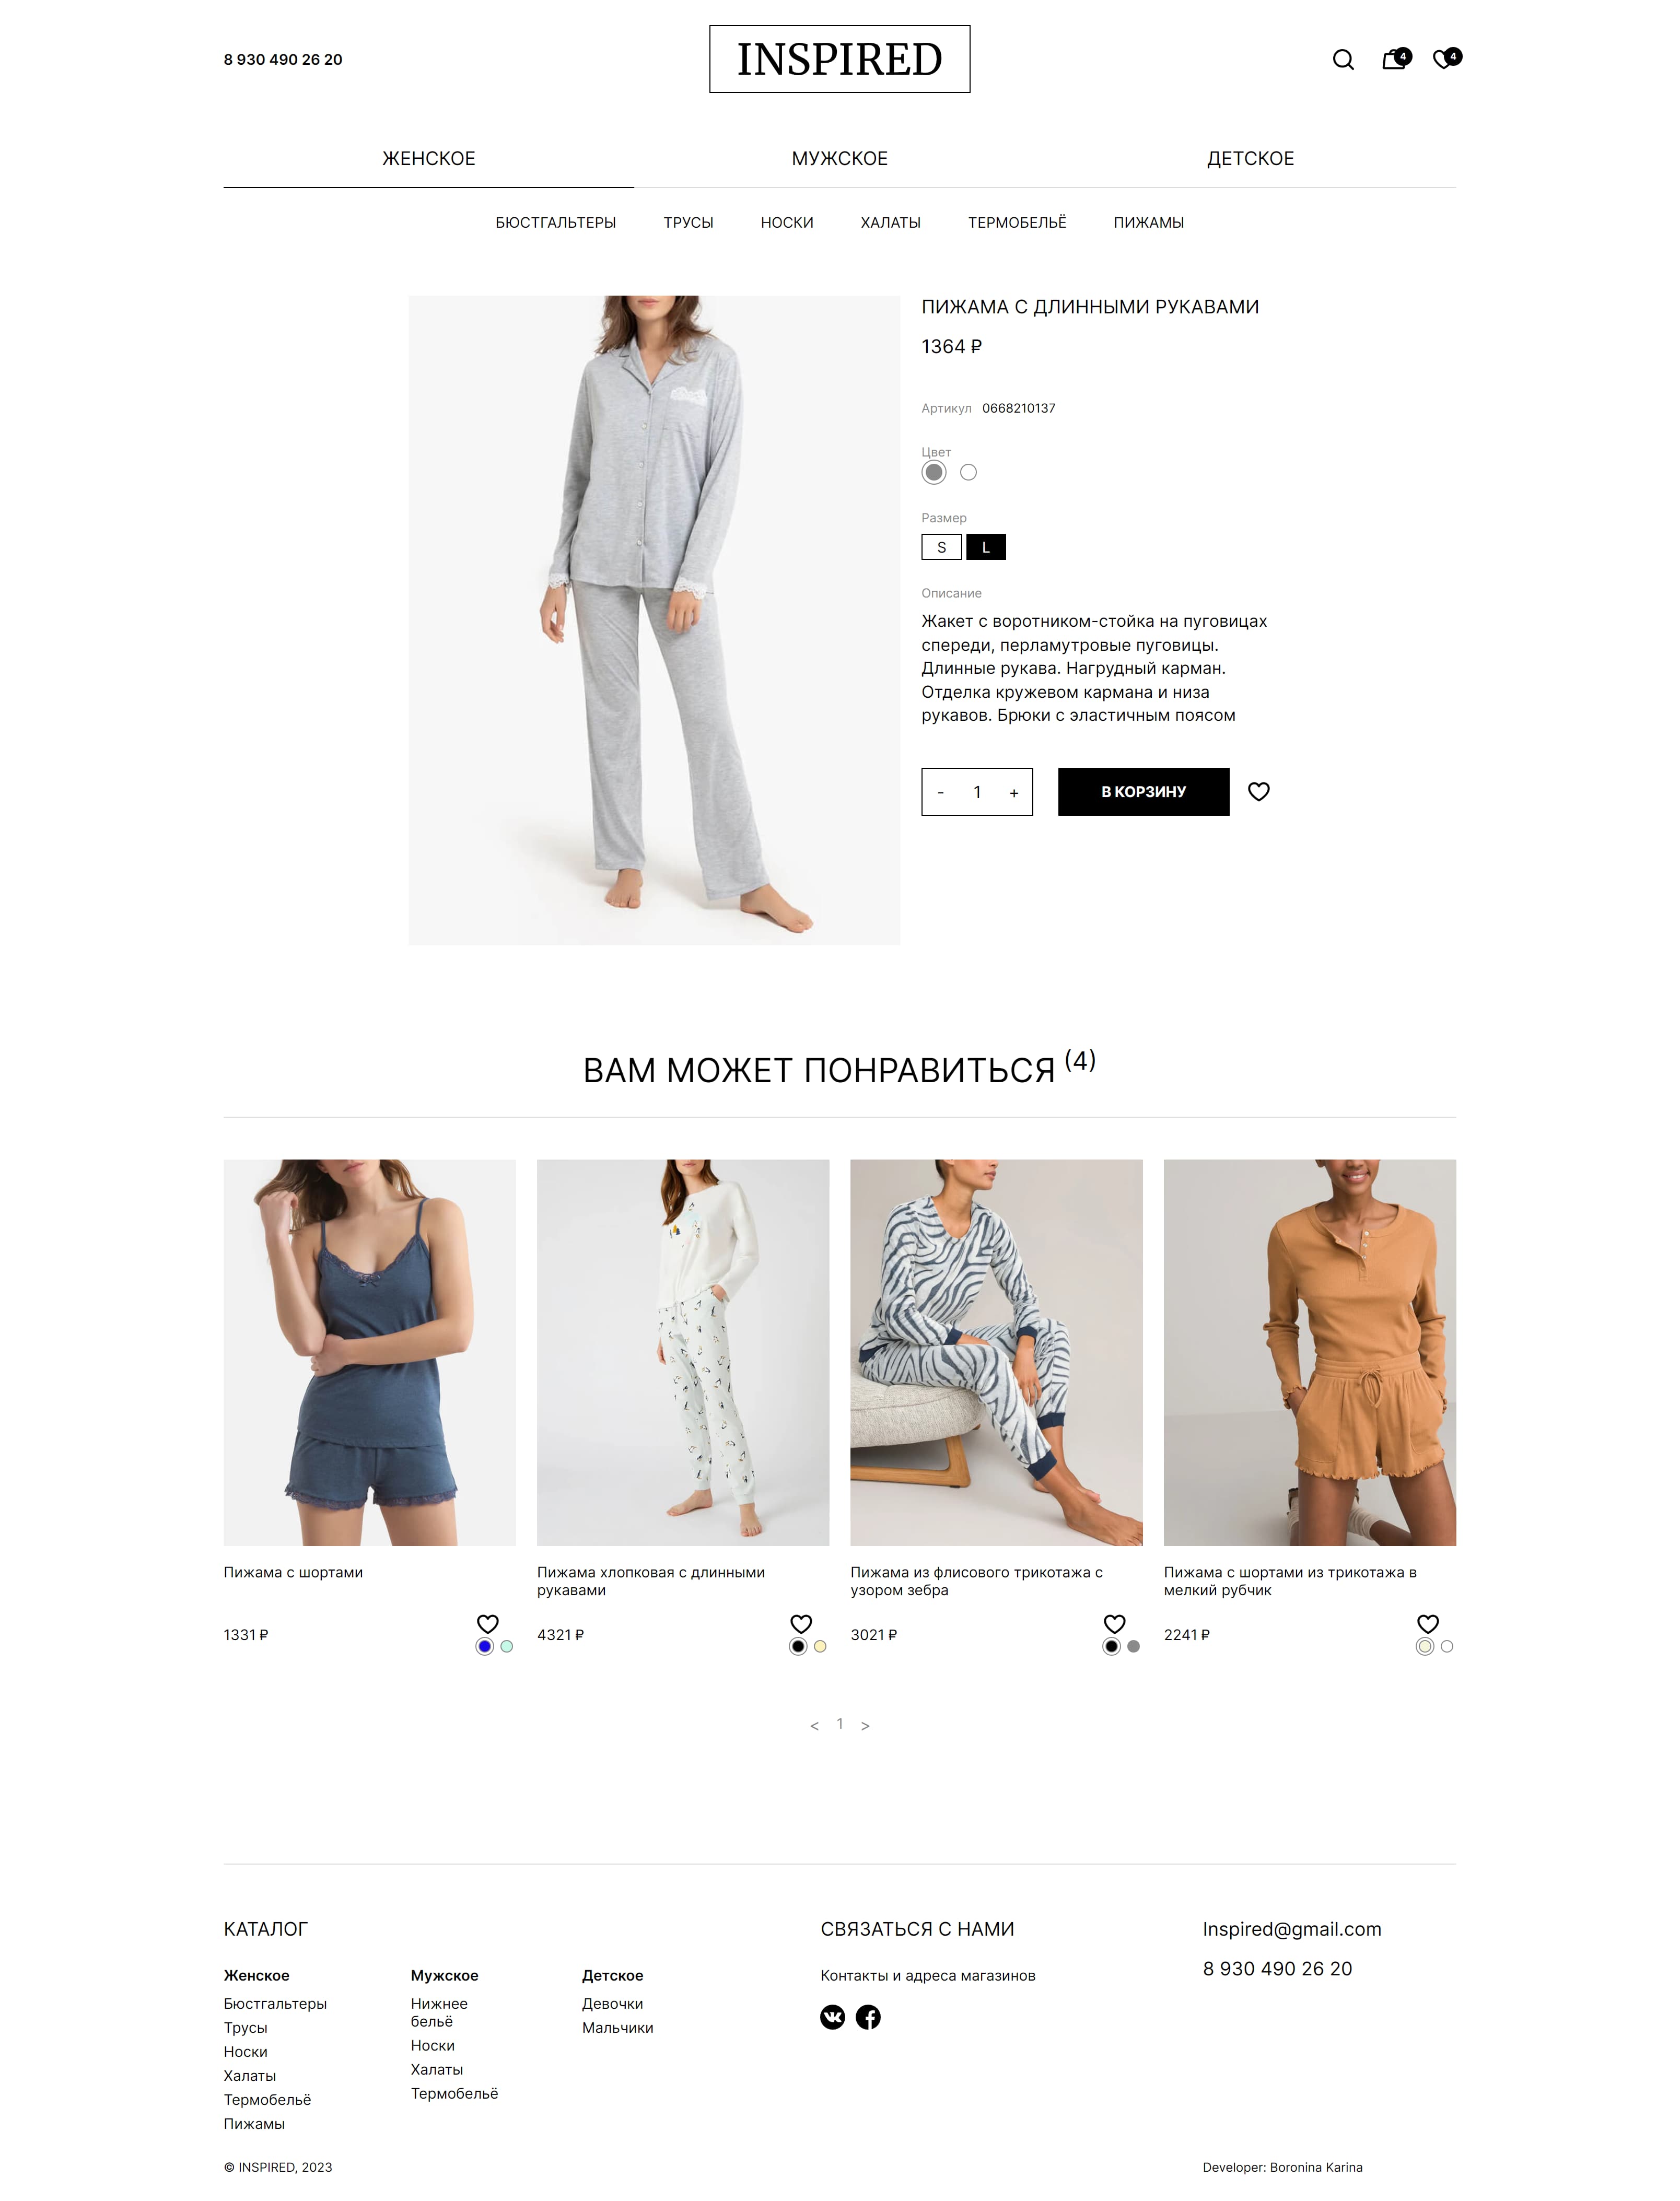 8 930 490 26 20
INSPIRED
4
4
ЖЕНСКОЕ
МУЖСКОЕ
ДЕТСКОЕ
БЮСТГАЛЬТЕРЫ
ТРУСЫ
НОСКИ
ХАЛАТЫ
ТЕРМОБЕЛЬЁ
ПИЖАМЫ
ПИЖАМА С ДЛИННЫМИ РУКАВАМИ
1364 ₽
Артикул 0668210137
Цвет
Размер
S
L
Описание
Жакет с воротником-стойка на пуговицах
спереди, перламутровые пуговицы.
Длинные рукава. Нагрудный карман.
Отделка кружевом кармана и низа
рукавов. Брюки с эластичным поясом
- 1 +
В КОРЗИНУ
ВАМ МОЖЕТ ПОНРАВИТЬСЯ (4)
Пижама с шортами
1331 ₽
Пижама хлопковая с длинными
рукавами
4321 ₽
Пижама из флисового трикотажа с
узором зебра
3021 ₽
Пижама с шортами из трикотажа в
мелкий рубчик
2241 ₽
< 1 >
КАТАЛОГ
Женское
Бюстгальтеры
Трусы
Носки
Халаты
Термобельё
Пижамы
Мужское
Нижнее
бельё
Носки
Халаты
Термобельё
Детское
Девочки
Мальчики
СВЯЗАТЬСЯ С НАМИ
Контакты и адреса магазинов
Inspired@gmail.com
8 930 490 26 20
© INSPIRED, 2023
Developer: Boronina Karina